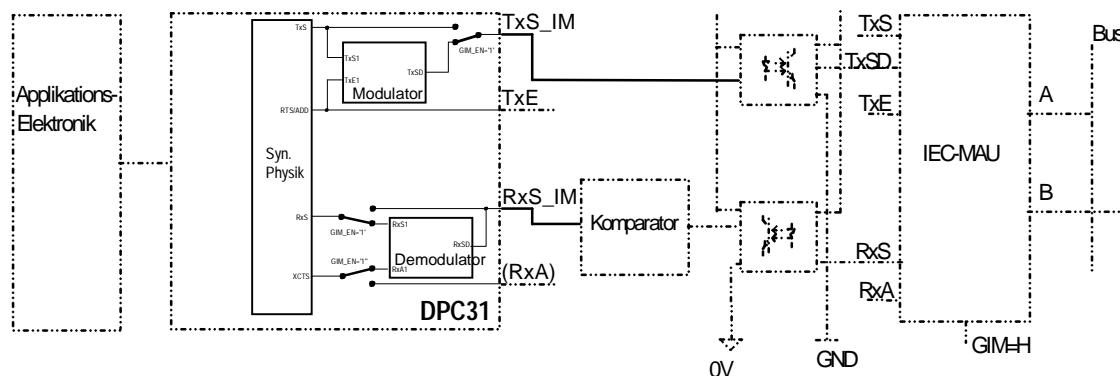 Applikations-
Elektronik
Syn.
Physik
TxS
RTS/ADD
RxS
XCTS
TxS1
TxE1
TxSD
Modulator
GIM_EN='1'
TxS_IM
TxE
GIM_EN='1'
GIM_EN='1"
RxS1
RxSD
RxA1
Demodulator
RxS_IM
(RxA)
DPC31
Komparator
0V
GND
TxS
TxSD
TxE
RxS
RxA
IEC-MAU
GIM=H
A
B
Bus